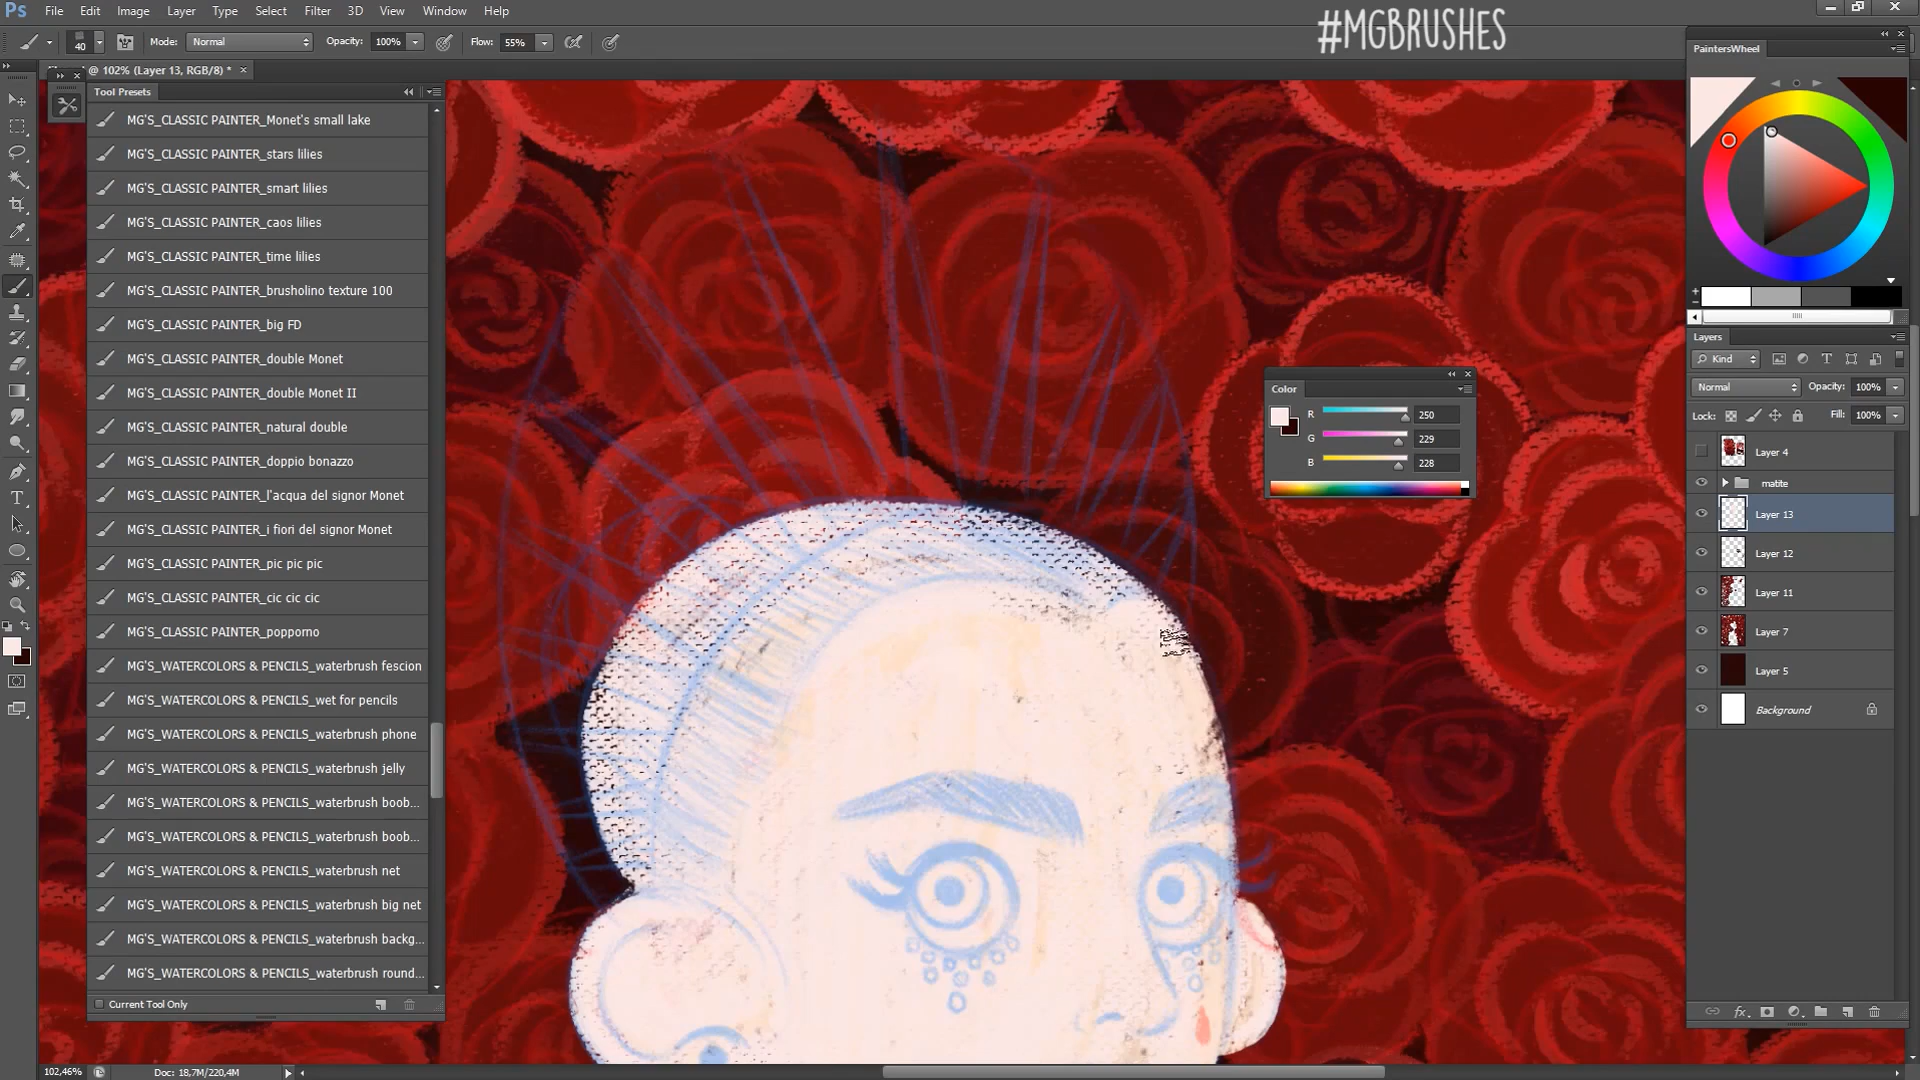 Ps File Edit Image Layer Type Select Filter 3D View Window Help
#MGBRUSHES
40 Mode: Normal Opacity: 100% Flow: 55%
@ 102% (Layer 13, RGB/8) * ×
Tool Presets
MG'S_CLASSIC PAINTER_Monet's small lake
MG'S_CLASSIC PAINTER_stars lilies
MG'S_CLASSIC PAINTER_smart lilies
MG'S_CLASSIC PAINTER_caos lilies
MG'S_CLASSIC PAINTER_time lilies
MG'S_CLASSIC PAINTER_brusholino texture 100
MG'S_CLASSIC PAINTER_big FD
MG'S_CLASSIC PAINTER_double Monet
MG'S_CLASSIC PAINTER_double Monet II
MG'S_CLASSIC PAINTER_natural double
MG'S_CLASSIC PAINTER_doppio bonazzo
MG'S_CLASSIC PAINTER_l'acqua del signor Monet
MG'S_CLASSIC PAINTER_i fiori del signor Monet
MG'S_CLASSIC PAINTER_pic pic pic
MG'S_CLASSIC PAINTER_cic cic cic
MG'S_CLASSIC PAINTER_popporno
MG'S_WATERCOLORS & PENCILS_waterbrush fescion
MG'S_WATERCOLORS & PENCILS_wet for pencils
MG'S_WATERCOLORS & PENCILS_waterbrush phone
MG'S_WATERCOLORS & PENCILS_waterbrush jelly
MG'S_WATERCOLORS & PENCILS_waterbrush boob...
MG'S_WATERCOLORS & PENCILS_waterbrush boob...
MG'S_WATERCOLORS & PENCILS_waterbrush net
MG'S_WATERCOLORS & PENCILS_waterbrush big net
MG'S_WATERCOLORS & PENCILS_waterbrush backg...
MG'S_WATERCOLORS & PENCILS_waterbrush round...
Current Tool Only
102,46% Doc: 18,7M/220,4M
Color
R 250
G 229
B 228
PaintersWheel
Layers
Kind
Normal Opacity: 100%
Lock: Fill: 100%
Layer 4
matite
Layer 13
Layer 12
Layer 11
Layer 7
Layer 5
Background